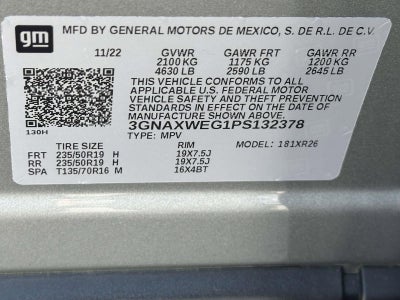 gm
MFD BY GENERAL MOTORS DE MEXICO, S. DE R.L. DE C.V.
11/22 GVWR GAWR FRT GAWR RR
2100 KG 1175 KG 1200 KG
4630 LB 2590 LB 2645 LB
THIS VEHICLE CONFORMS TO ALL
APPLICABLE U.S. FEDERAL MOTOR
VEHICLE SAFETY AND THEFT PREVENTION
STANDARDS IN EFFECT ON THE DATE OF
MANUFACTURE SHOWN ABOVE.
3GNAXWEG1PS132378
130H TYPE: MPV MODEL: 181XR26
TIRE SIZE RIM
FRT 235/50R19 H 19X7.5J
RR 235/50R19 H 19X7.5J
SPA T135/70R16 M 16X4BT